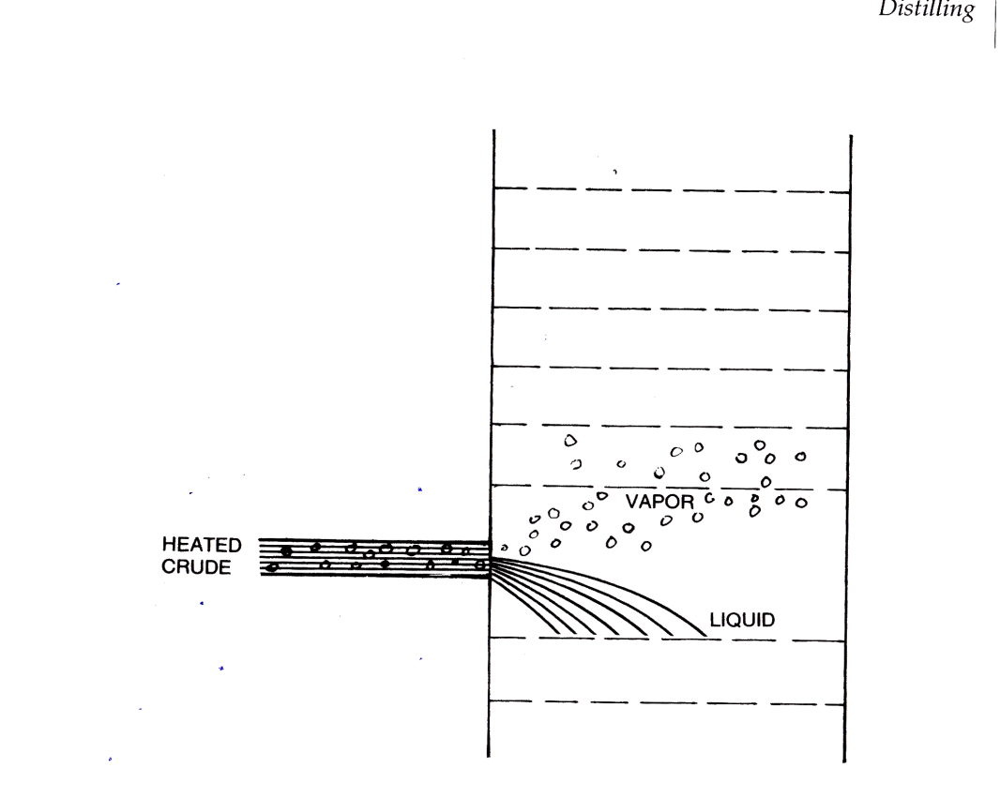 Distilling
VAPOR
HEATED
CRUDE
LIQUID